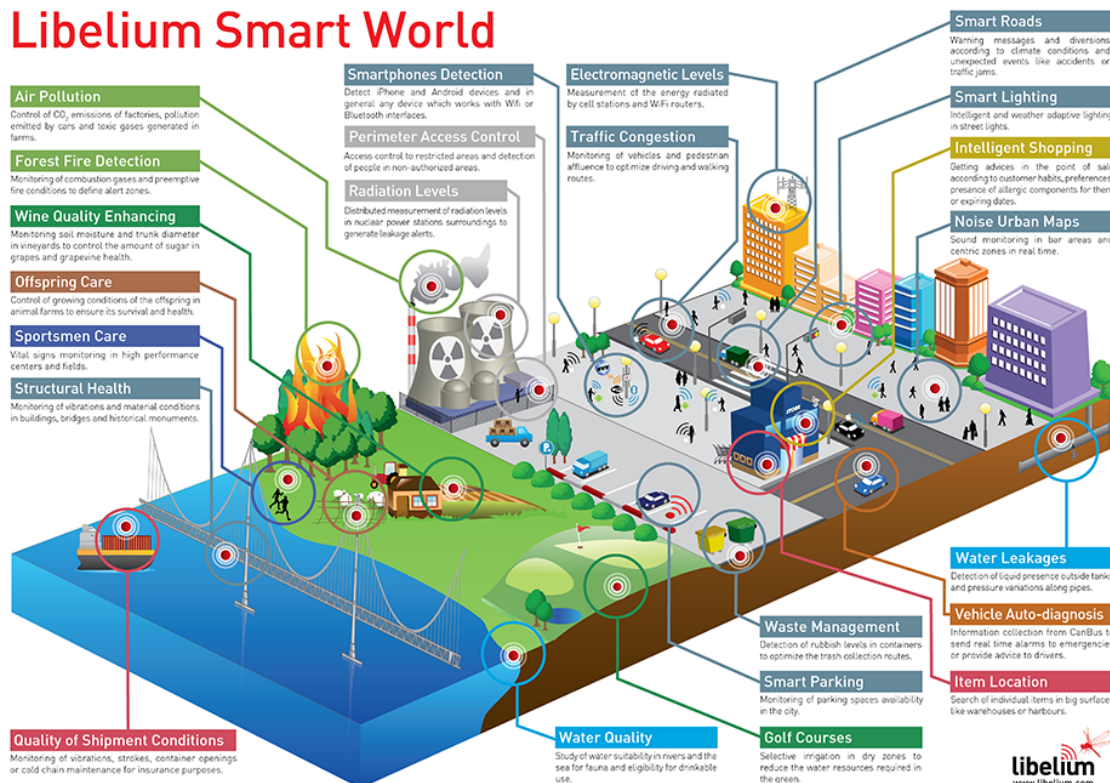 Libelium Smart World
Air Pollution
Control of CO2 emissions of factories, pollution
emitted by cars and toxic gases generated in
farms.
Forest Fire Detection
Monitoring of combustion gases and preemptive
fire conditions to define alert zones.
Wine Quality Enhancing
Monitoring soil moisture and trunk diameter
in vineyards to control the amount of sugar in
grapes and grapevine health.
Offspring Care
Control of growing conditions of the offspring in
animal farms to ensure its survival and health.
Sportsmen Care
Vital signs monitoring in high performance
centers and fields.
Structural Health
Monitoring of vibrations and material conditions
in buildings, bridges and historical monuments.
Quality of Shipment Conditions
Monitoring of vibrations, strokes, container openings
or cold chain maintenance for insurance purposes.
Smartphones Detection
Detect iPhone and Android devices and in
general any device which works with Wifi or
Bluetooth interfaces.
Perimeter Access Control
Access control to restricted areas and detection
of people in non-authorized areas.
Radiation Levels
Distributed measurement of radiation levels
in nuclear power stations surroundings to
generate leakage alerts.
Electromagnetic Levels
Measurement of the energy radiated
by cell stations and WiFi routers.
Traffic Congestion
Monitoring of vehicles and pedestrian
affluence to optimize driving and walking
routes.
Smart Roads
Warning messages and diversions
according to climate conditions and
unexpected events like accidents or
traffic jams.
Smart Lighting
Intelligent and weather adaptive lighting
in street lights.
Intelligent Shopping
Getting advices in the point of sal
according to customer habits, preferences
presence of allergic components for them
or expiring dates.
Noise Urban Maps
Sound monitoring in bar areas and
centric zones in real time.
P
STORE
Water Leakages
Detection of liquid presence outside tank
and pressure variations along pipes.
Vehicle Auto-diagnosis
Information collection from CanBus t
send real time alarms to emergencie
or provide advice to drivers.
Item Location
Search of individual items in big surface
like warehouses or harbours.
Waste Management
Detection of rubbish levels in containers
to optimize the trash collection routes.
Smart Parking
Monitoring of parking spaces availability
in the city.
Golf Courses
Selective irrigation in dry zones to
reduce the water resources required in
the green.
Water Quality
Study of water suitability in rivers and the
sea for fauna and eligibility for drinkable
use.
libelium
www.libelium.com